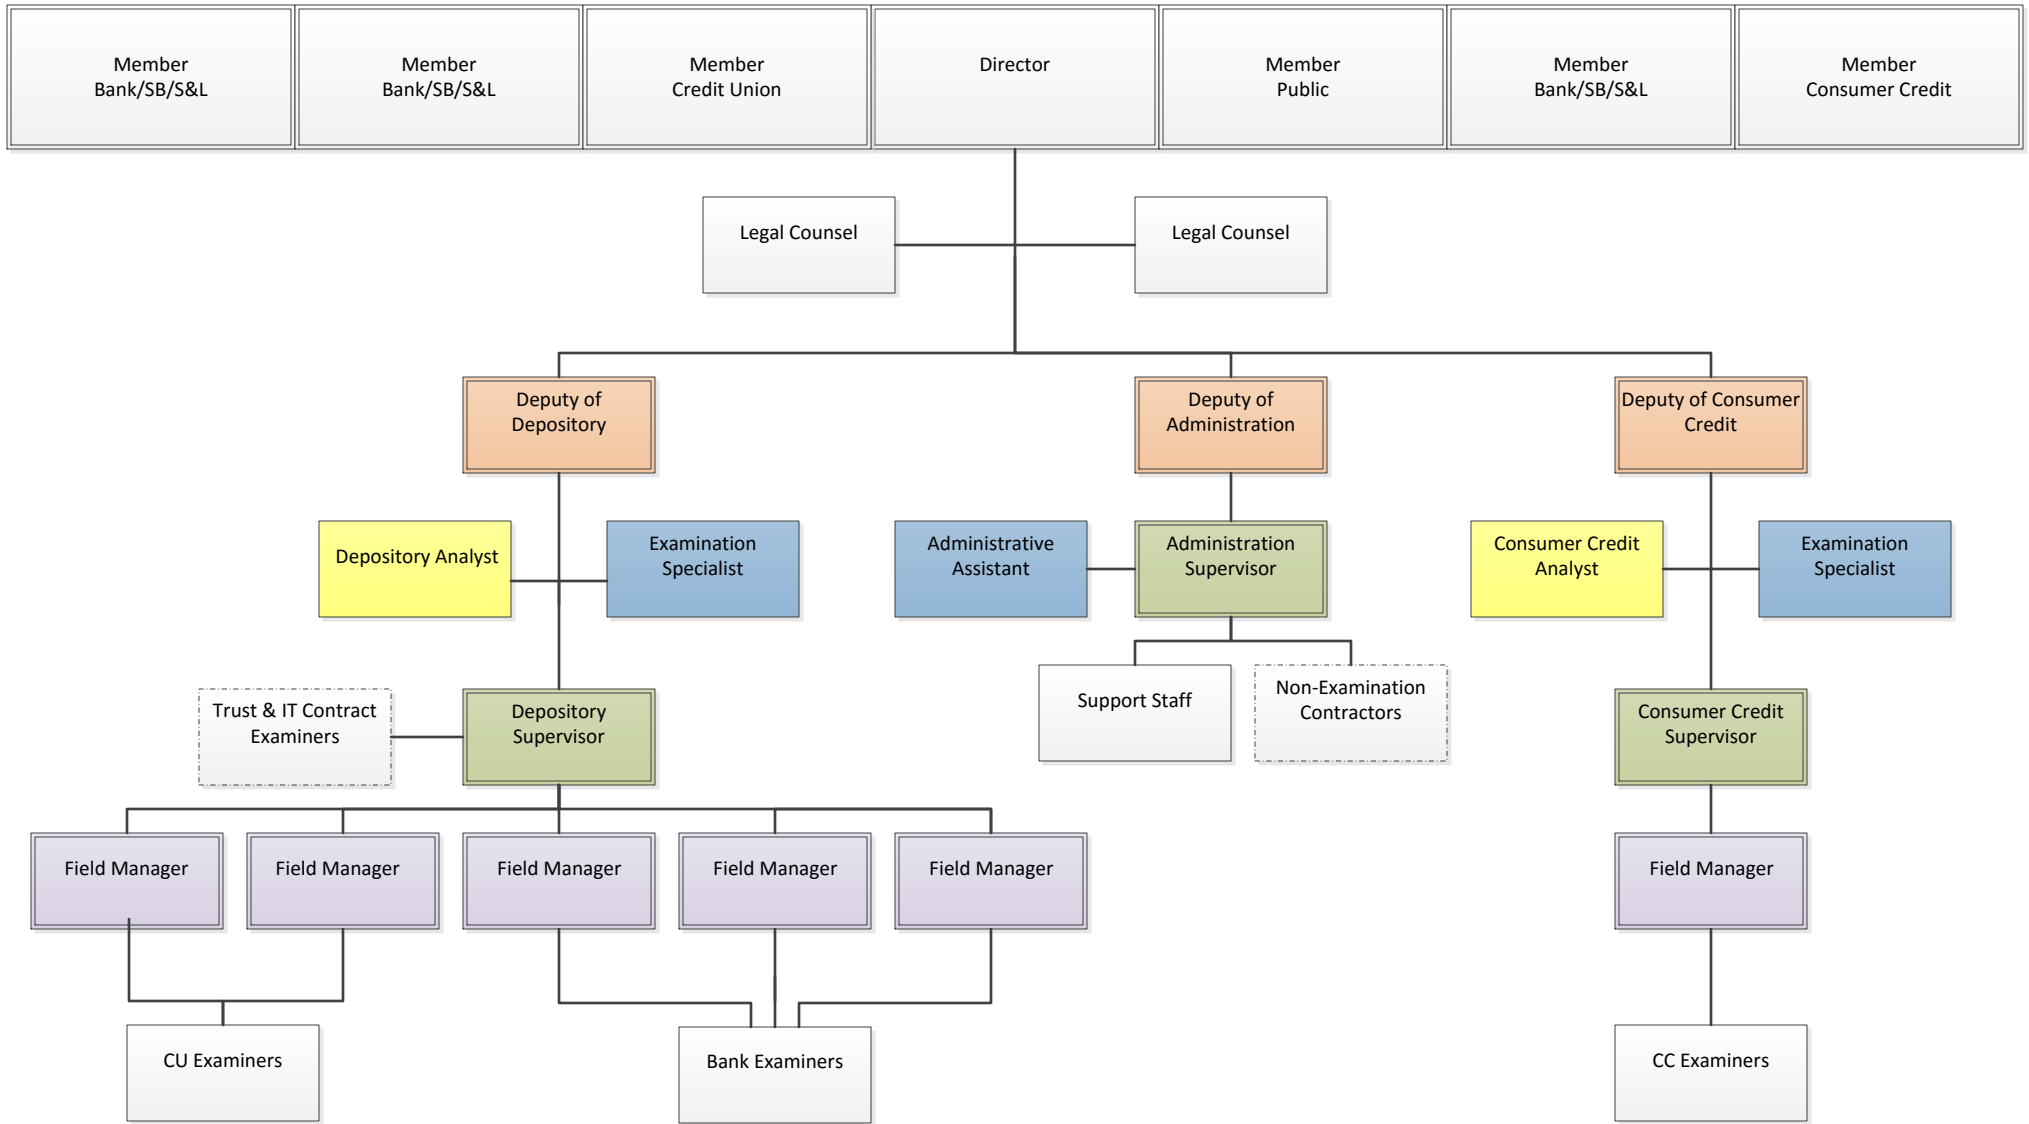 Member
Bank/SB/S&L
Member
Bank/SB/S&L
Member
Credit Union
Director
Member
Public
Member
Bank/SB/S&L
Member
Consumer Credit
Legal Counsel
Legal Counsel
Deputy of
Depository
Deputy of
Administration
Deputy of Consumer
Credit
Depository Analyst
Examination
Specialist
Administrative
Assistant
Administration
Supervisor
Consumer Credit
Analyst
Examination
Specialist
Trust & IT Contract
Examiners
Depository
Supervisor
Support Staff
Non-Examination
Contractors
Consumer Credit
Supervisor
Field Manager
Field Manager
Field Manager
Field Manager
Field Manager
Field Manager
CU Examiners
Bank Examiners
CC Examiners